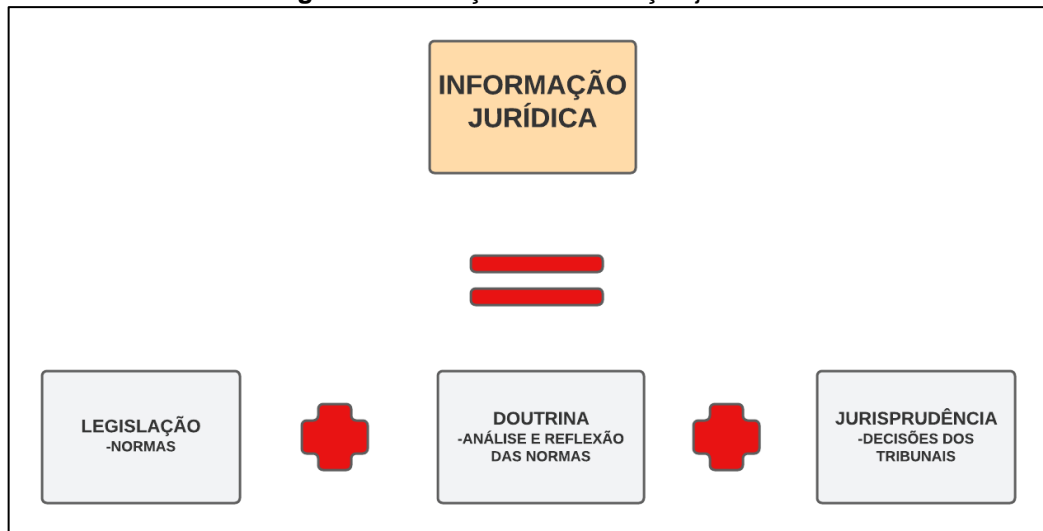 INFORMAÇÃO
JURÍDICA
LEGISLAÇÃO
-NORMAS
DOUTRINA
-ANÁLISE E REFLEXÃO
DAS NORMAS
JURISPRUDÊNCIA
-DECISÕES DOS
TRIBUNAIS